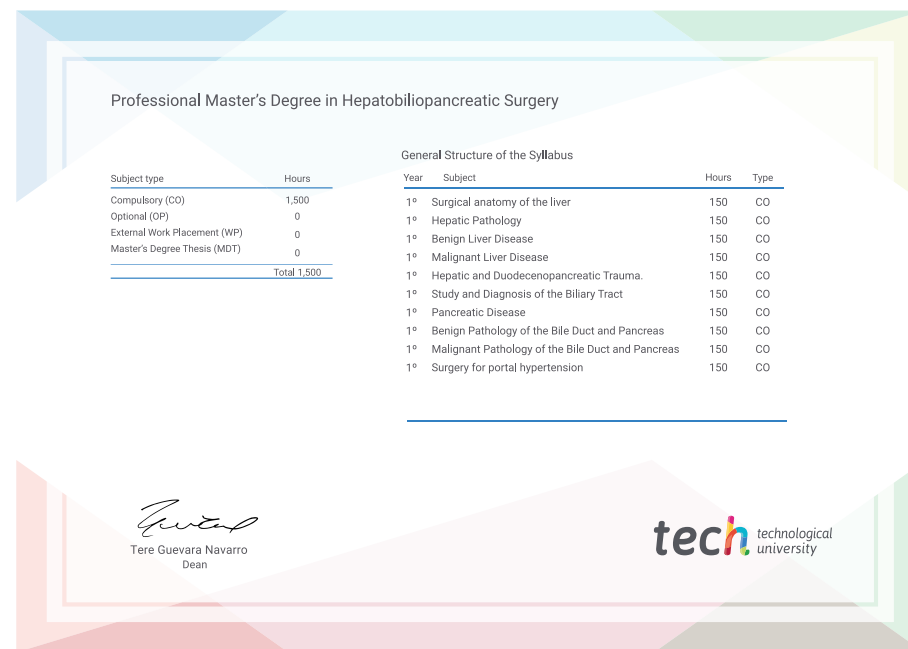 Professional Master's Degree in Hepatobiliopancreatic Surgery
Subject type Hours
Compulsory (CO) 1,500
Optional (OP) 0
External Work Placement (WP) 0
Master's Degree Thesis (MDT) 0
Total 1,500
General Structure of the Syllabus
Year Subject Hours Type
1º Surgical anatomy of the liver 150 CO
1º Hepatic Pathology 150 CO
1º Benign Liver Disease 150 CO
1º Malignant Liver Disease 150 CO
1º Hepatic and Duodecenopancreatic Trauma. 150 CO
1º Study and Diagnosis of the Biliary Tract 150 CO
1º Pancreatic Disease 150 CO
1º Benign Pathology of the Bile Duct and Pancreas 150 CO
1º Malignant Pathology of the Bile Duct and Pancreas 150 CO
1º Surgery for portal hypertension 150 CO
Tere Guevara Navarro
Dean
tech technological
university